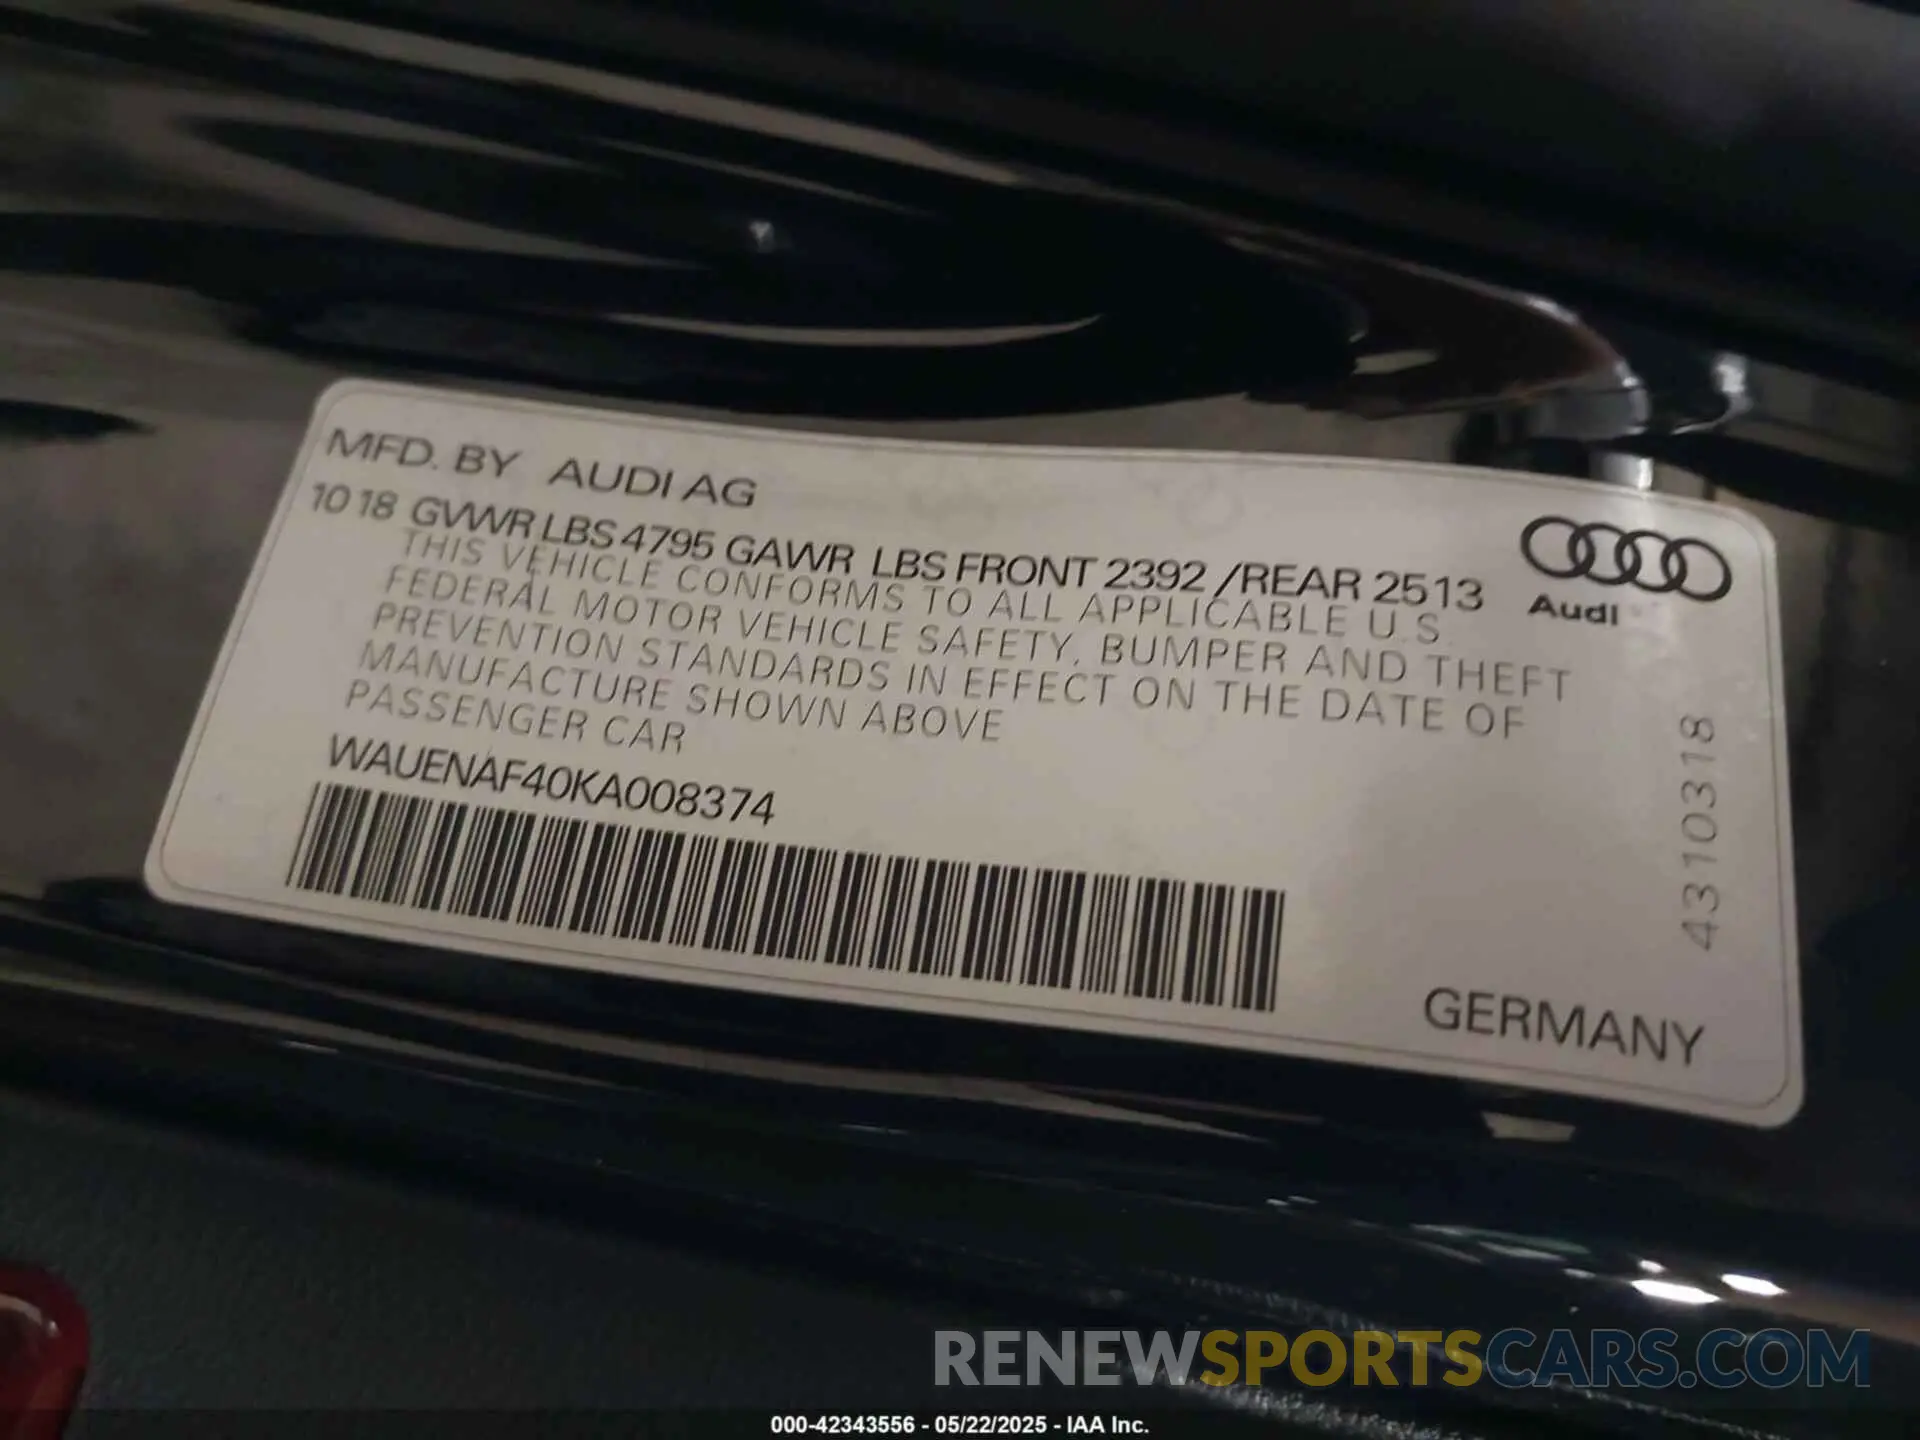 MFD. BY AUDI AG
10 18 GVWR LBS 4795 GAWR LBS FRONT 2392 /REAR 2513
THIS VEHICLE CONFORMS TO ALL APPLICABLE U.S.
FEDERAL MOTOR VEHICLE SAFETY, BUMPER AND THEFT
PREVENTION STANDARDS IN EFFECT ON THE DATE OF
MANUFACTURE SHOWN ABOVE
PASSENGER CAR
WAUENAF40KA008374
Audi
4310318
GERMANY
RENEWSPORTSCARS.COM
000-42343556 - 05/22/2025 - IAA Inc.